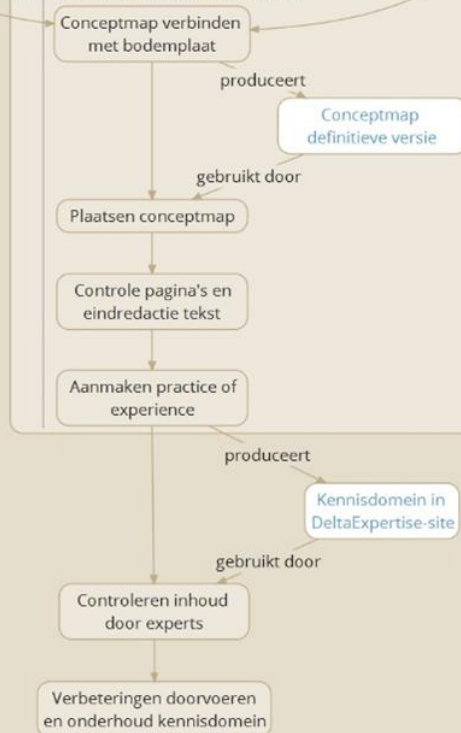 Conceptmap verbinden
met bodemplaat
produceert
Conceptmap
definitieve versie
gebruikt door
Plaatsen conceptmap
Controle pagina's en
eindredactie tekst
Aanmaken practice of
experience
produceert
Kennisdomein in
DeltaExpertise-site
gebruikt door
Controleren inhoud
door experts
Verbeteringen doorvoeren
en onderhoud kennisdomein